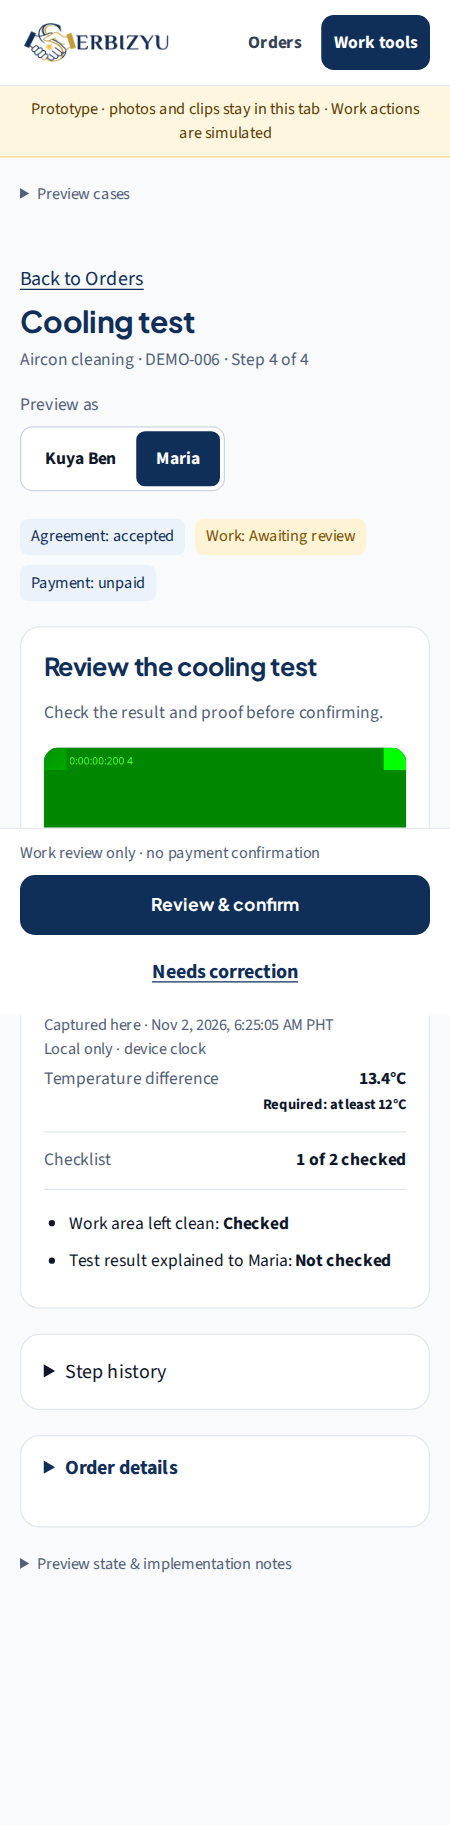 ERBIZYU
Orders
Work tools
Prototype · photos and clips stay in this tab · Work actions
are simulated
Preview cases
Back to Orders
Cooling test
Aircon cleaning · DEMO-006 · Step 4 of 4
Preview as
Kuya Ben
Maria
Agreement: accepted
Work: Awaiting review
Payment: unpaid
Review the cooling test
Check the result and proof before confirming.
0:00:00:200 4
Work review only · no payment confirmation
Review & confirm
Needs correction
Captured here · Nov 2, 2026, 6:25:05 AM PHT
Local only · device clock
Temperature difference
13.4°C
Required: at least 12°C
Checklist
1 of 2 checked
Work area left clean: Checked
Test result explained to Maria: Not checked
Step history
Order details
Preview state & implementation notes